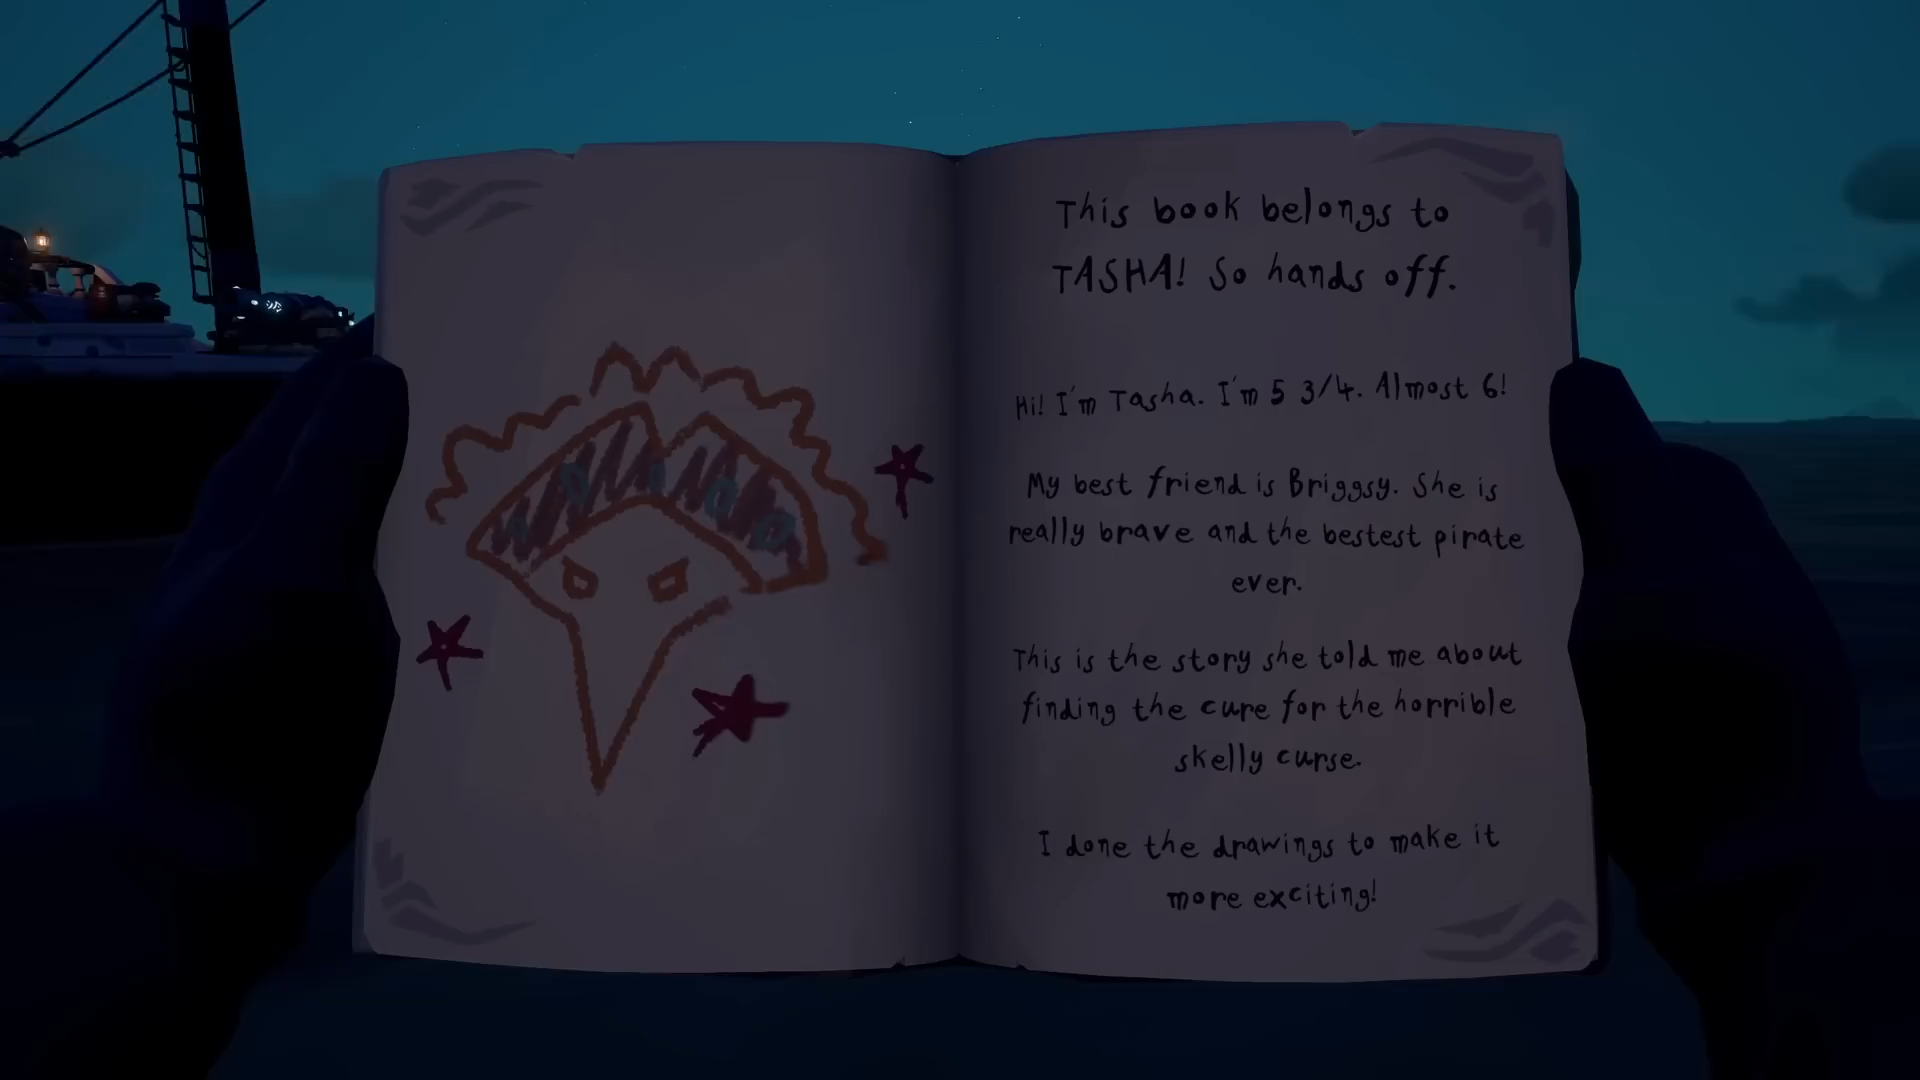 This book belongs to
TASHA! So hands off.
Hi! I'm Tasha. I'm 5 3/4. Almost 6!
My best friend is Briggsy. She is
really brave and the bestest pirate
ever.
This is the story she told me about
finding the cure for the horrible
skelly curse.
I done the drawings to make it
more exciting!